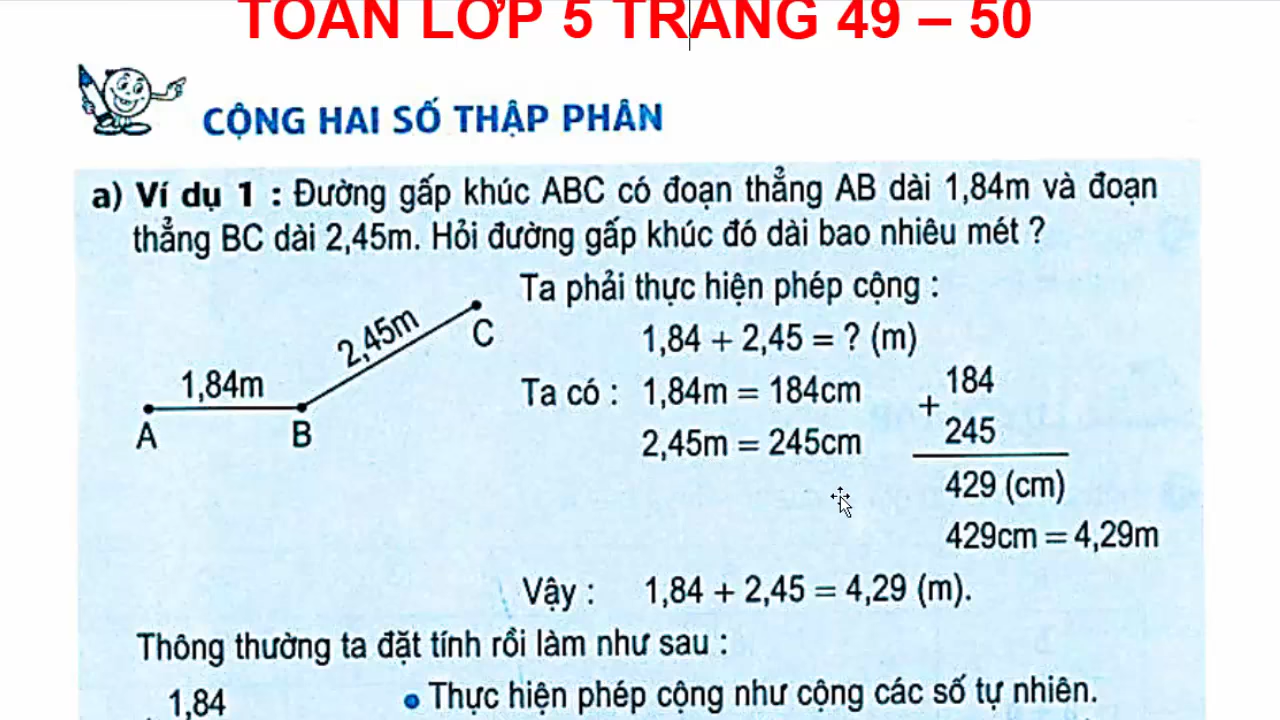 TOÁN LỚP 5 TRANG 49 – 50
CỘNG HAI SỐ THẬP PHÂN
a) Ví dụ 1 : Đường gấp khúc ABC có đoạn thẳng AB dài 1,84m và đoạn
thẳng BC dài 2,45m. Hỏi đường gấp khúc đó dài bao nhiêu mét ?
2,45m
C
1,84m
A
B
Ta phải thực hiện phép cộng :
1,84 + 2,45 = ? (m)
Ta có : 1,84m = 184cm
2,45m = 245cm
184
+
245
429 (cm)
429cm = 4,29m
Vậy : 1,84 + 2,45 = 4,29 (m).
Thông thường ta đặt tính rồi làm như sau :
1,84
• Thực hiện phép cộng như cộng các số tự nhiên.